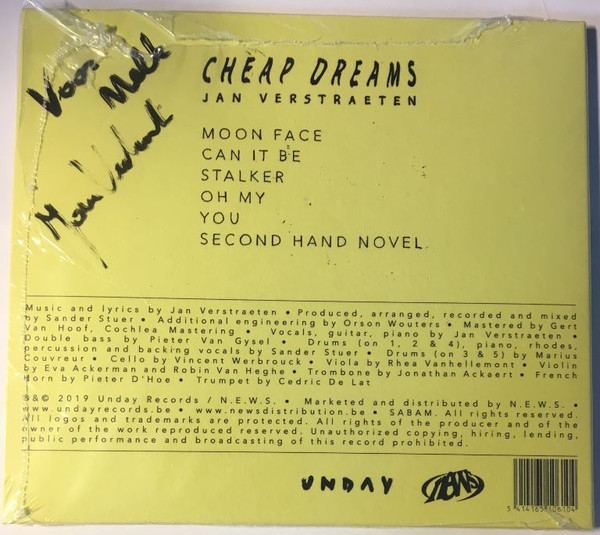 Voor
Melle
Jan Verstraeten
CHEAP DREAMS
JAN VERSTRAETEN
MOON FACE
CAN IT BE
STALKER
OH MY
YOU
SECOND HAND NOVEL
Music and lyrics by Jan Verstraeten • Produced, arranged, recorded and mixed
by Sander Stuer • Additional engineering by Orson Wouters • Mastered by Gert
Van Hoof, Cochlea Mastering • Vocals, guitar, piano by Jan Verstraeten •
Double bass by Pieter Van Gysel • Drums (on 1, 2 & 4), piano, rhodes,
percussion and backing vocals by Sander Stuer • Drums (on 3 & 5) by Marius
Couvreur • Cello by Vincent Werbrouck • Viola by Rhea Vanhellemont • Violin
by Eva Ackerman and Robin Van Heghe • Trombone by Jonathan Ackaert • French
Horn by Pieter D'Hoe • Trumpet by Cedric De Lat
®&© 2019 Unday Records / N.E.W.S. • Marketed and distributed by N.E.W.S. •
www.undayrecords.be • www.newsdistribution.be • SABAM. All rights reserved.
All logos and trademarks are protected. All rights of the producer and of the
owner of the work reproduced reserved. Unauthorized copying, hiring, lending,
public performance and broadcasting of this record prohibited.
UNDAY
NEWS
5 414165 106104